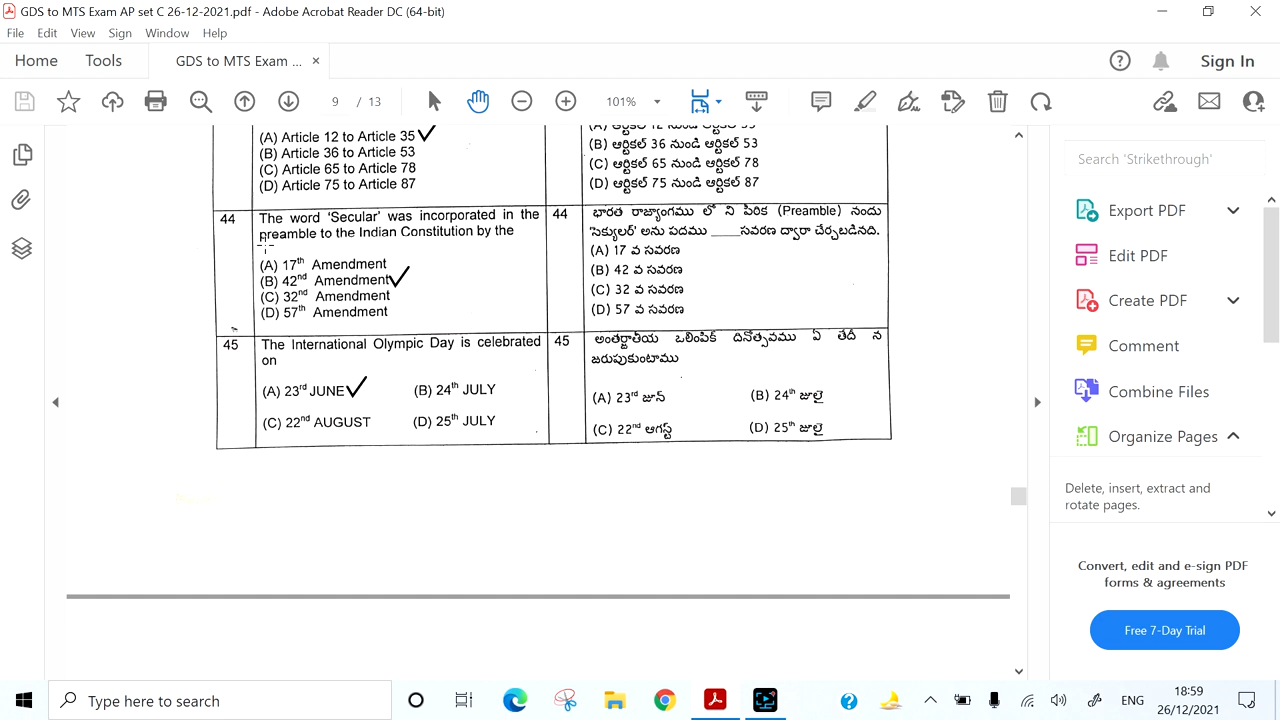 GDS to MTS Exam AP set C 26-12-2021.pdf - Adobe Acrobat Reader DC (64-bit)
File Edit View Sign Window Help
Home Tools GDS to MTS Exam ... × Sign In
9 / 13 101%
(A) Article 12 to Article 35
(B) Article 36 to Article 53
(C) Article 65 to Article 78
(D) Article 75 to Article 87
(A) ఆర్టికల్ 12 నుండి ఆర్టికల్ 35
(B) ఆర్టికల్ 36 నుండి ఆర్టికల్ 53
(C) ఆర్టికల్ 65 నుండి ఆర్టికల్ 78
(D) ఆర్టికల్ 75 నుండి ఆర్టికల్ 87
44 The word 'Secular' was incorporated in the
preamble to the Indian Constitution by the
(A) 17th Amendment
(B) 42nd Amendment
(C) 32nd Amendment
(D) 57th Amendment
44 భారత రాజ్యాంగము లో ని పీఠిక (Preamble) నందు
'సెక్యులర్' అను పదము ____సవరణ ద్వారా చేర్చబడినది.
(A) 17 వ సవరణ
(B) 42 వ సవరణ
(C) 32 వ సవరణ
(D) 57 వ సవరణ
45 The International Olympic Day is celebrated
on
(A) 23rd JUNE (B) 24th JULY
(C) 22nd AUGUST (D) 25th JULY
45 అంతర్జాతీయ ఒలింపిక్ దినోత్సవము ఏ తేదీ న
జరుపుకుంటాము
(A) 23rd జూన్ (B) 24th జూలై
(C) 22nd ఆగస్ట్ (D) 25th జూలై
Search 'Strikethrough'
Export PDF
Edit PDF
Create PDF
Comment
Combine Files
Organize Pages
Delete, insert, extract and
rotate pages.
Convert, edit and e-sign PDF
forms & agreements
Free 7-Day Trial
Type here to search
ENG
18:59
26/12/2021